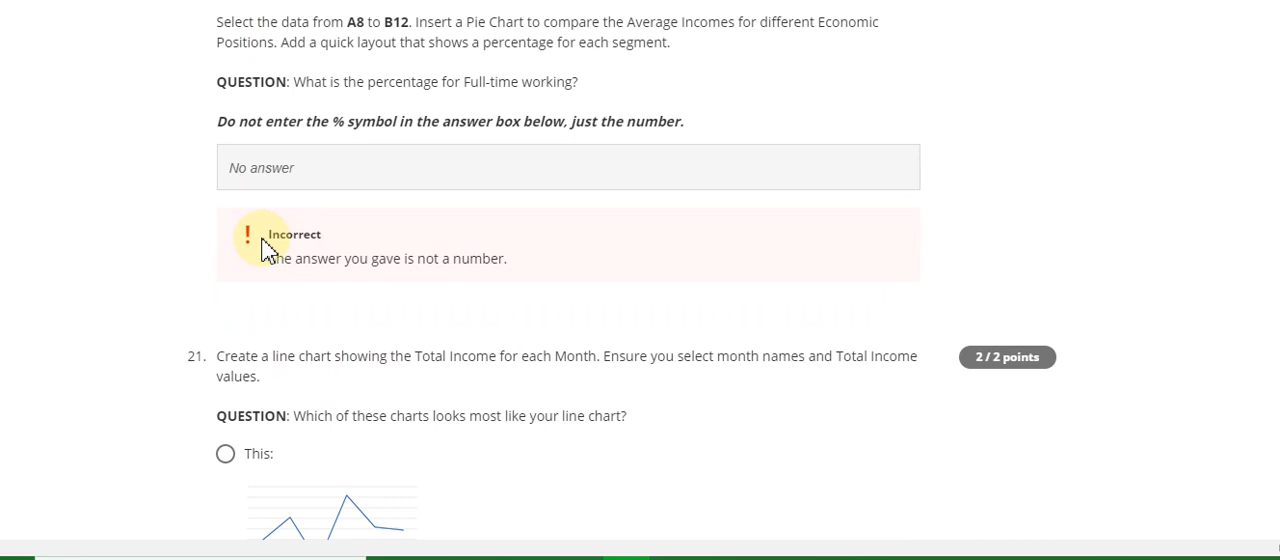 Select the data from A8 to B12. Insert a Pie Chart to compare the Average Incomes for different Economic
Positions. Add a quick layout that shows a percentage for each segment.
QUESTION: What is the percentage for Full-time working?
Do not enter the % symbol in the answer box below, just the number.
No answer
! Incorrect
answer you gave is not a number.
21. Create a line chart showing the Total Income for each Month. Ensure you select month names and Total Income 2 / 2 points
values.
QUESTION: Which of these charts looks most like your line chart?
This: